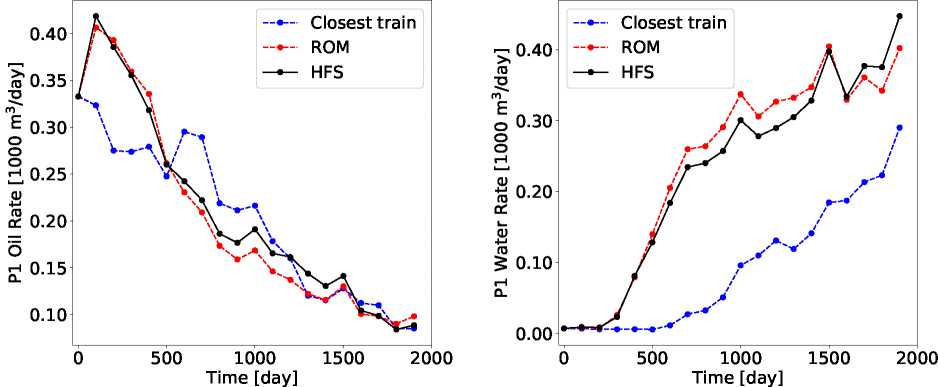 Closest train
ROM
HFS
0.40
0.35
0.30
0.25
0.20
0.15
0.10
P1 Oil Rate [1000 m³/day]
0 500 1000 1500 2000
Time [day]
Closest train
ROM
HFS
0.40
0.30
0.20
0.10
0.00
P1 Water Rate [1000 m³/day]
0 500 1000 1500 2000
Time [day]